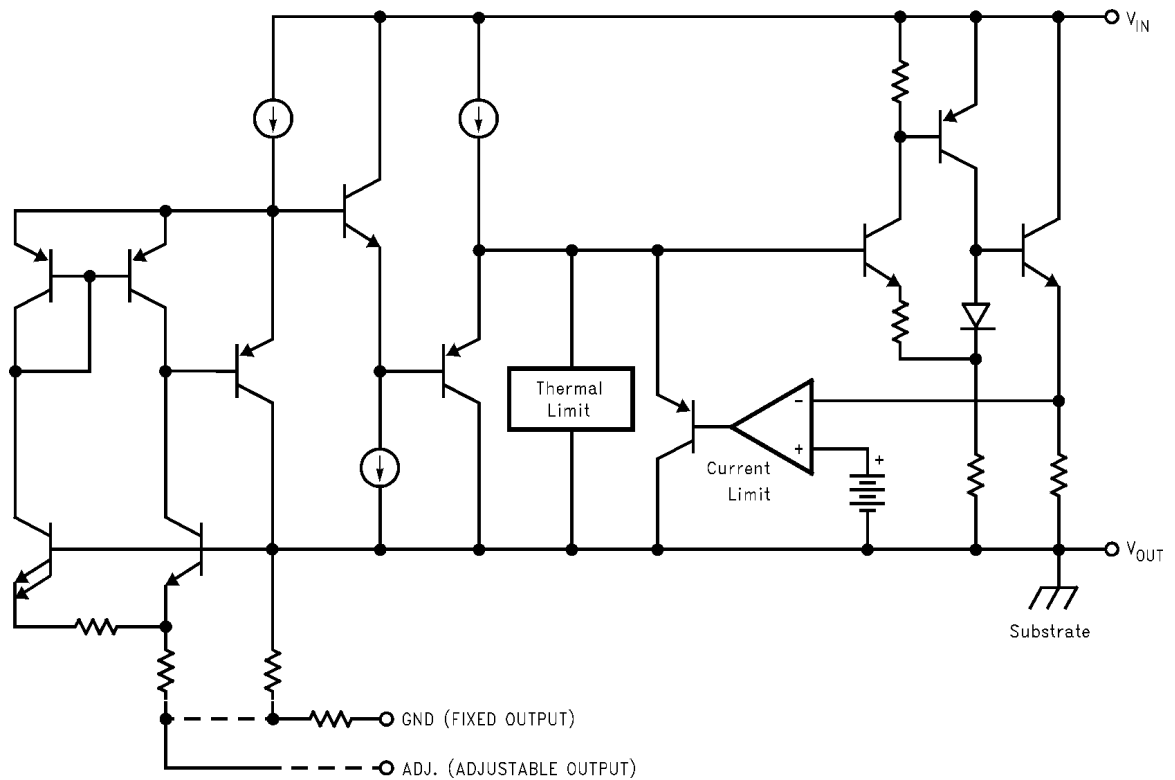 V_IN
Thermal
Limit
-
+
+
Current
Limit
V_OUT
Substrate
GND (FIXED OUTPUT)
ADJ. (ADJUSTABLE OUTPUT)